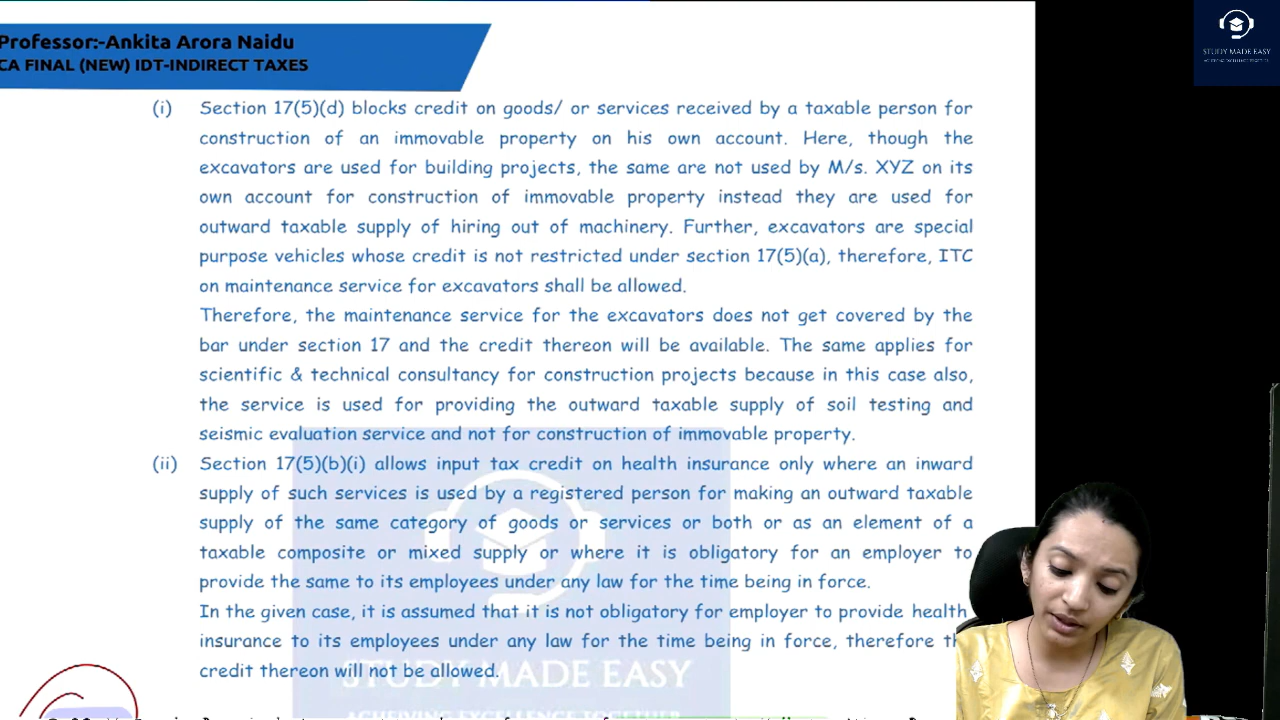 Professor:-Ankita Arora Naidu
CA FINAL (NEW) IDT-INDIRECT TAXES
STUDY MADE EASY
(i) Section 17(5)(d) blocks credit on goods/ or services received by a taxable person for
construction of an immovable property on his own account. Here, though the
excavators are used for building projects, the same are not used by M/s. XYZ on its
own account for construction of immovable property instead they are used for
outward taxable supply of hiring out of machinery. Further, excavators are special
purpose vehicles whose credit is not restricted under section 17(5)(a), therefore, ITC
on maintenance service for excavators shall be allowed.
Therefore, the maintenance service for the excavators does not get covered by the
bar under section 17 and the credit thereon will be available. The same applies for
scientific & technical consultancy for construction projects because in this case also,
the service is used for providing the outward taxable supply of soil testing and
seismic evaluation service and not for construction of immovable property.
(ii) Section 17(5)(b)(i) allows input tax credit on health insurance only where an inward
supply of such services is used by a registered person for making an outward taxable
supply of the same category of goods or services or both or as an element of a
taxable composite or mixed supply or where it is obligatory for an employer to
provide the same to its employees under any law for the time being in force.
In the given case, it is assumed that it is not obligatory for employer to provide health
insurance to its employees under any law for the time being in force, therefore
credit thereon will not be allowed.
STUDY MADE EASY
ACHIEVING EXCELLENCE TOGETHER